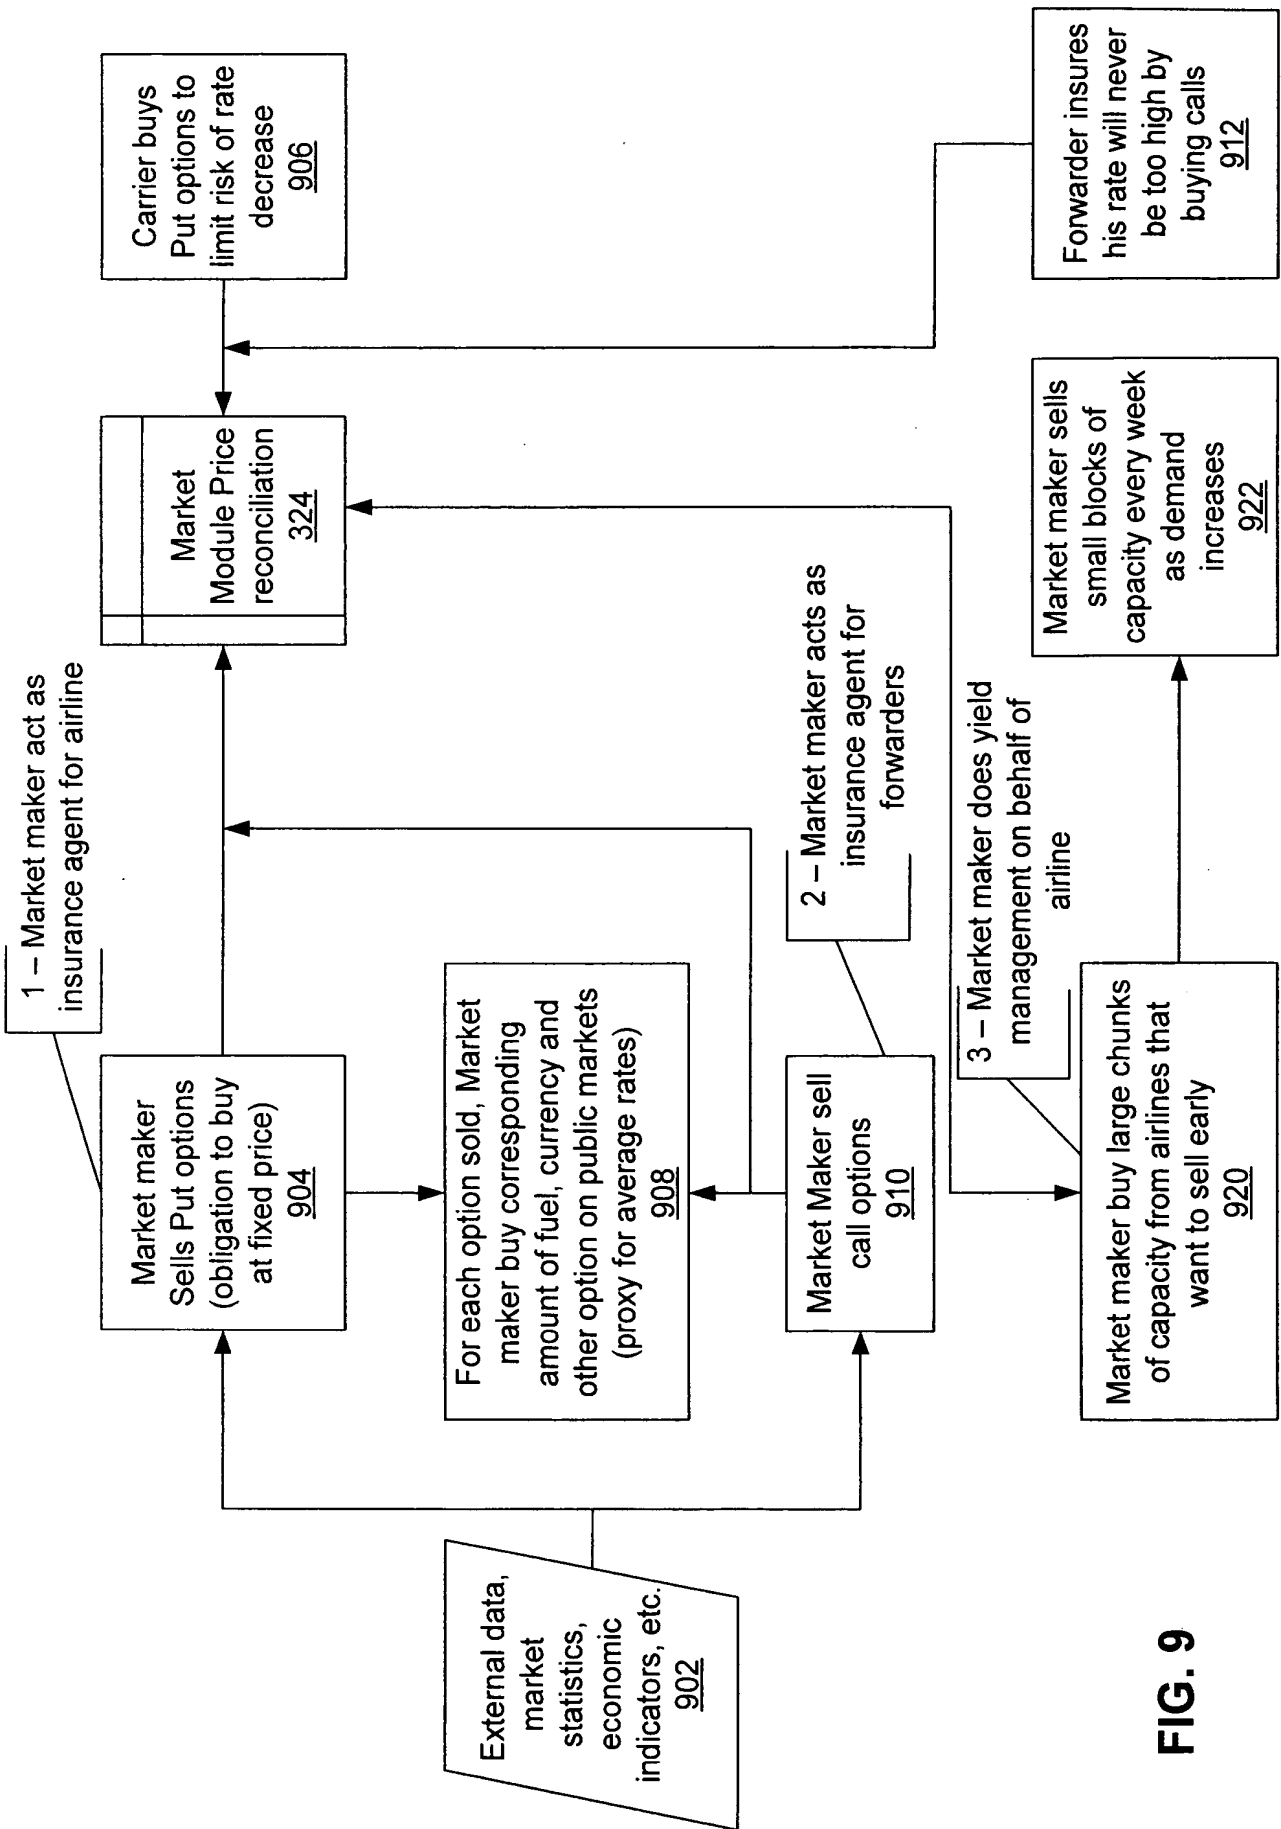 1 – Market maker act as
insurance agent for airline
Market maker
Sells Put options
(obligation to buy
at fixed price)
904
Market
Module Price
reconciliation
324
Carrier buys
Put options to
limit risk of rate
decrease
906
External data,
market
statistics,
economic
indicators, etc.
902
For each option sold, Market
maker buy corresponding
amount of fuel, currency and
other option on public markets
(proxy for average rates)
908
2 – Market maker acts as
insurance agent for
forwarders
Market Maker sell
call options
910
3 – Market maker does yield
management on behalf of
airline
Market maker buy large chunks
of capacity from airlines that
want to sell early
920
Market maker sells
small blocks of
capacity every week
as demand
increases
922
Forwarder insures
his rate will never
be too high by
buying calls
912
FIG. 9